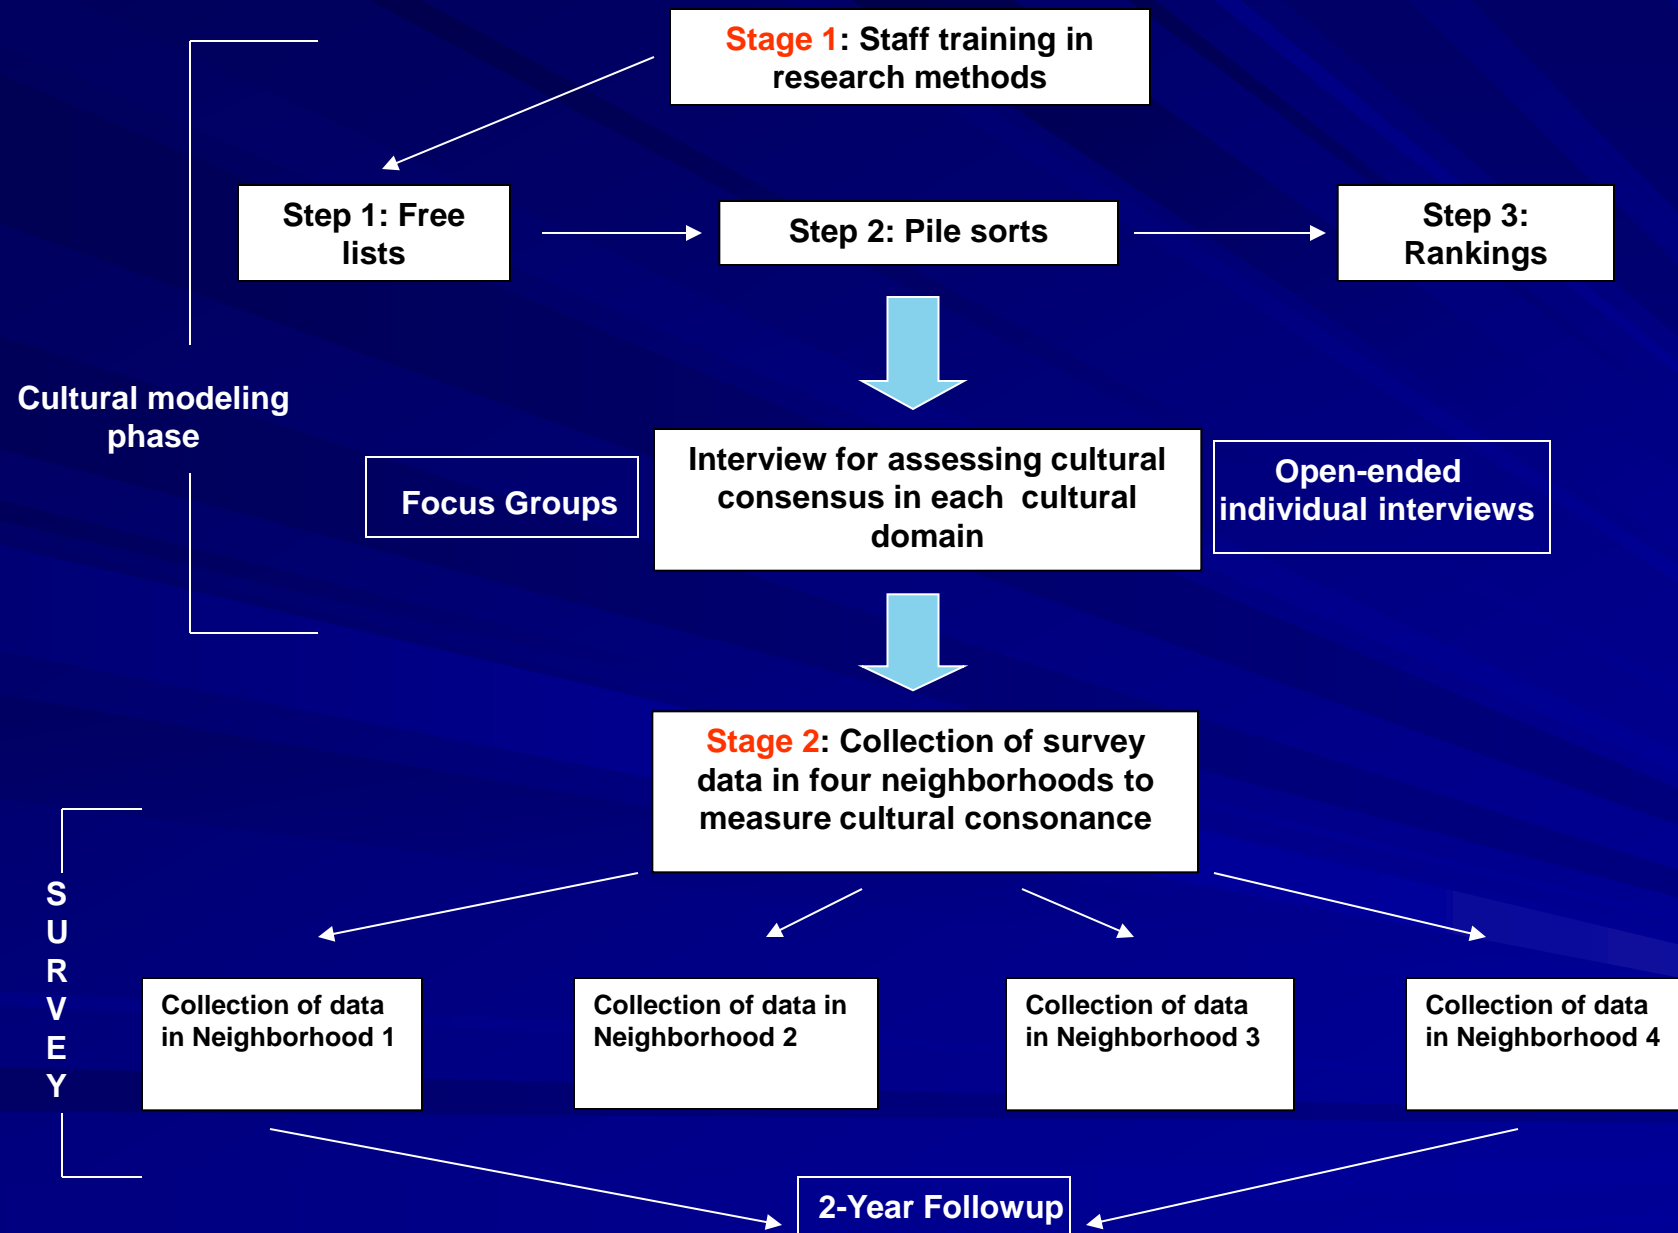 Stage 1: Staff training in
research methods
Step 1: Free
lists
Step 2: Pile sorts
Step 3:
Rankings
Cultural modeling
phase
Focus Groups
Interview for assessing cultural
consensus in each cultural
domain
Open-ended
individual interviews
Stage 2: Collection of survey
data in four neighborhoods to
measure cultural consonance
S
U
R
V
E
Y
Collection of data
in Neighborhood 1
Collection of data in
Neighborhood 2
Collection of data
in Neighborhood 3
Collection of data
in Neighborhood 4
2-Year Followup